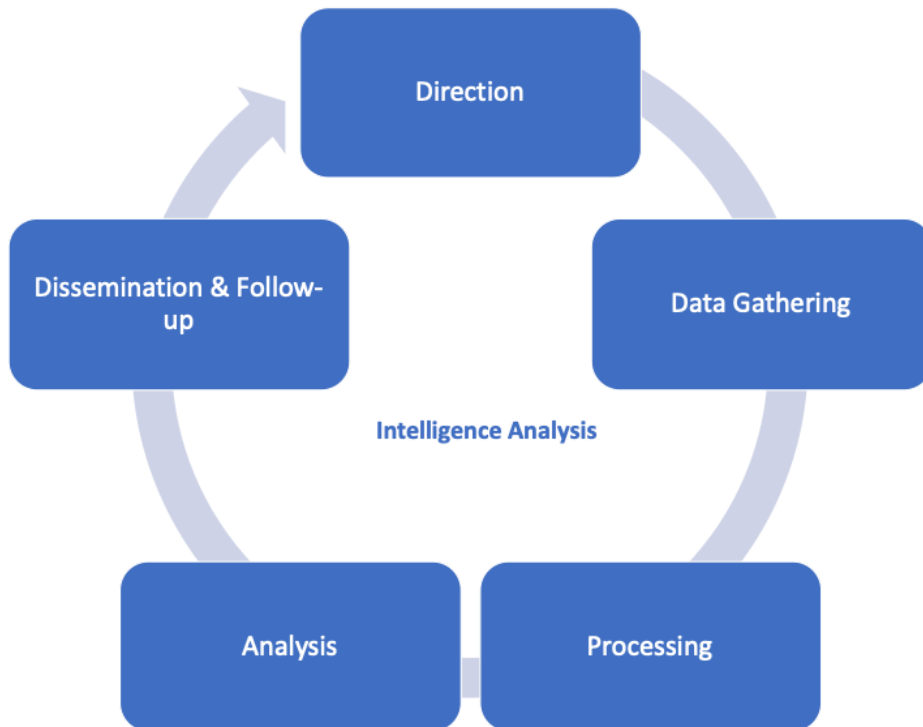 Direction
Data Gathering
Processing
Analysis
Dissemination & Follow-
up
Intelligence Analysis